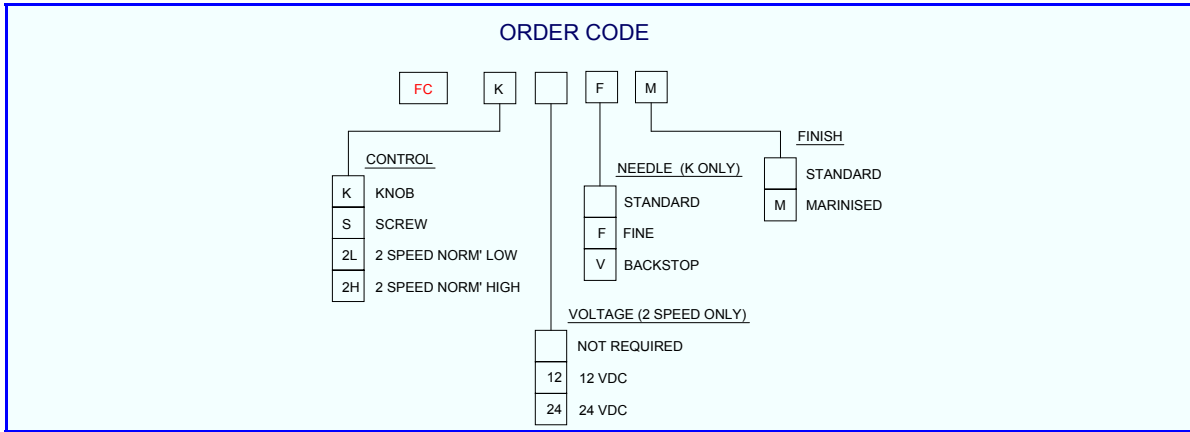 ORDER CODE
FC K F M
CONTROL
K KNOB
S SCREW
2L 2 SPEED NORM' LOW
2H 2 SPEED NORM' HIGH
NEEDLE (K ONLY)
STANDARD
F FINE
V BACKSTOP
FINISH
STANDARD
M MARINISED
VOLTAGE (2 SPEED ONLY)
NOT REQUIRED
12 12 VDC
24 24 VDC